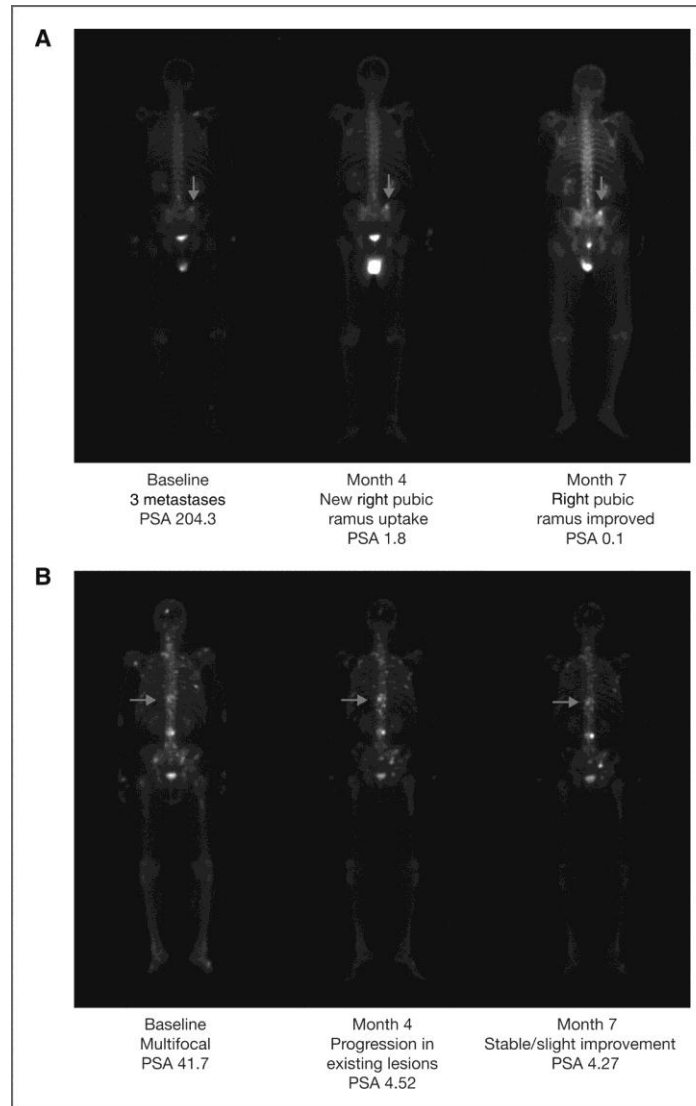 A
Baseline
3 metastases
PSA 204.3
Month 4
New right pubic
ramus uptake
PSA 1.8
Month 7
Right pubic
ramus improved
PSA 0.1
B
Baseline
Multifocal
PSA 41.7
Month 4
Progression in
existing lesions
PSA 4.52
Month 7
Stable/slight improvement
PSA 4.27